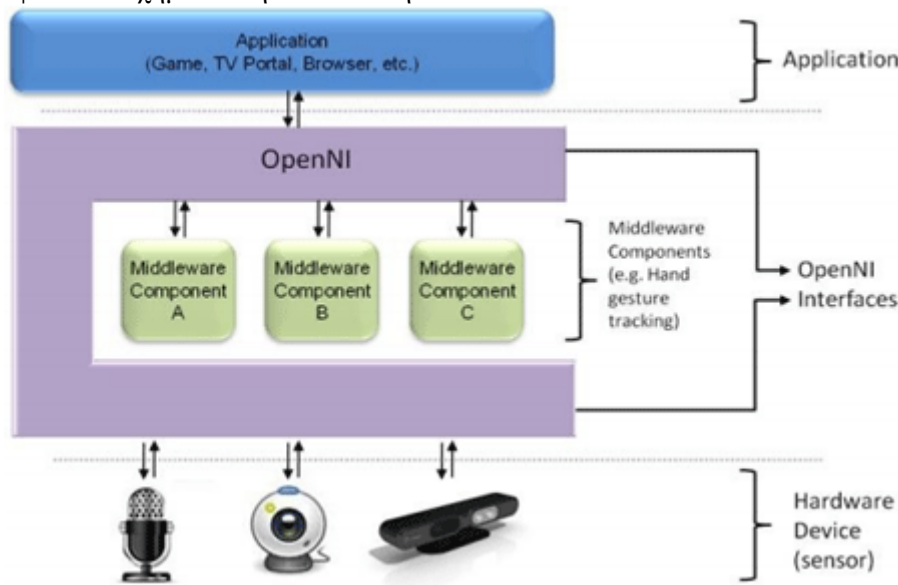 Application
(Game, TV Portal, Browser, etc.)
Application
OpenNI
Middleware
Component
A
Middleware
Component
B
Middleware
Component
C
Middleware
Components
(e.g. Hand
gesture
tracking)
OpenNI
Interfaces
Hardware
Device
(sensor)